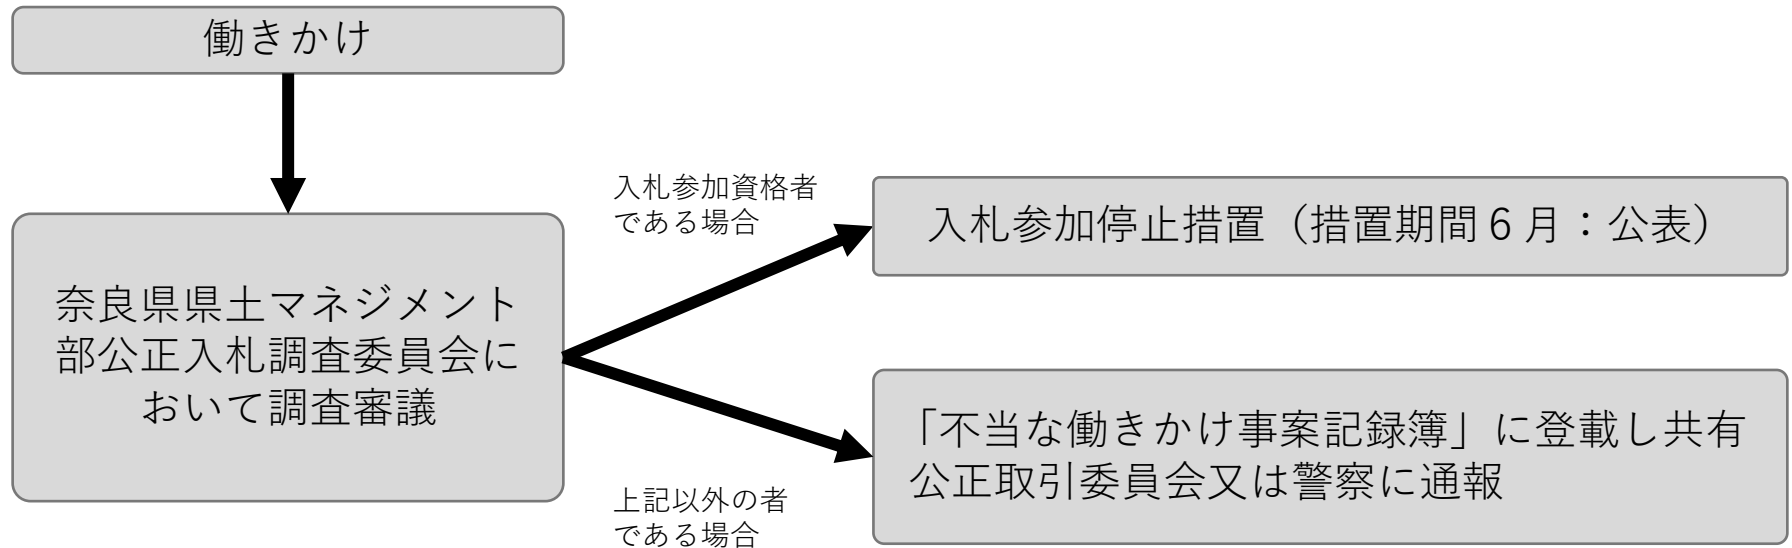 働きかけ
奈良県県土マネジメント
部公正入札調査委員会に
おいて調査審議
入札参加資格者
である場合
入札参加停止措置（措置期間６月：公表）
上記以外の者
である場合
「不当な働きかけ事案記録簿」に登載し共有
公正取引委員会又は警察に通報